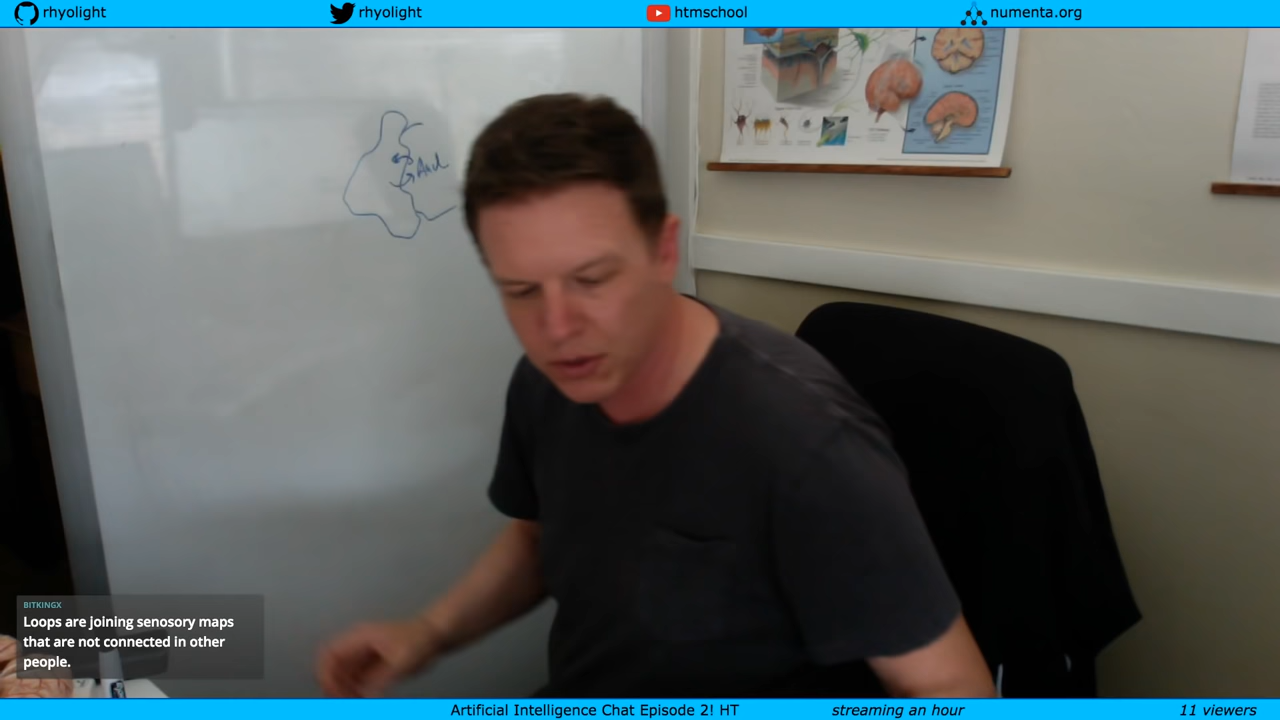 rhyolight
rhyolight
htmschool
numenta.org
BITKINGX
Loops are joining senosory maps
that are not connected in other
people.
Artificial Intelligence Chat Episode 2! HT
streaming an hour
11 viewers